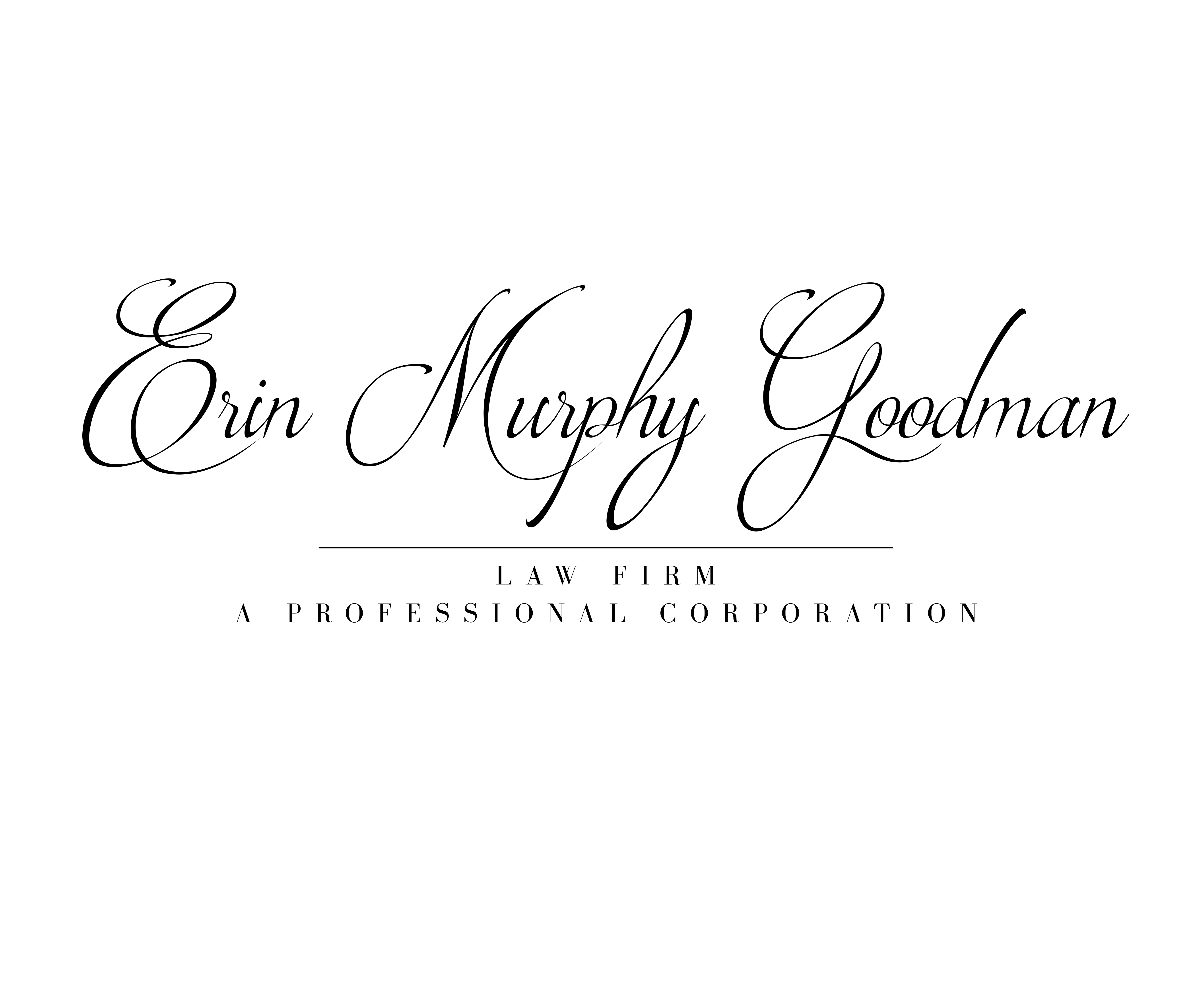 Erin Murphy Goodman
LAW FIRM
A PROFESSIONAL CORPORATION